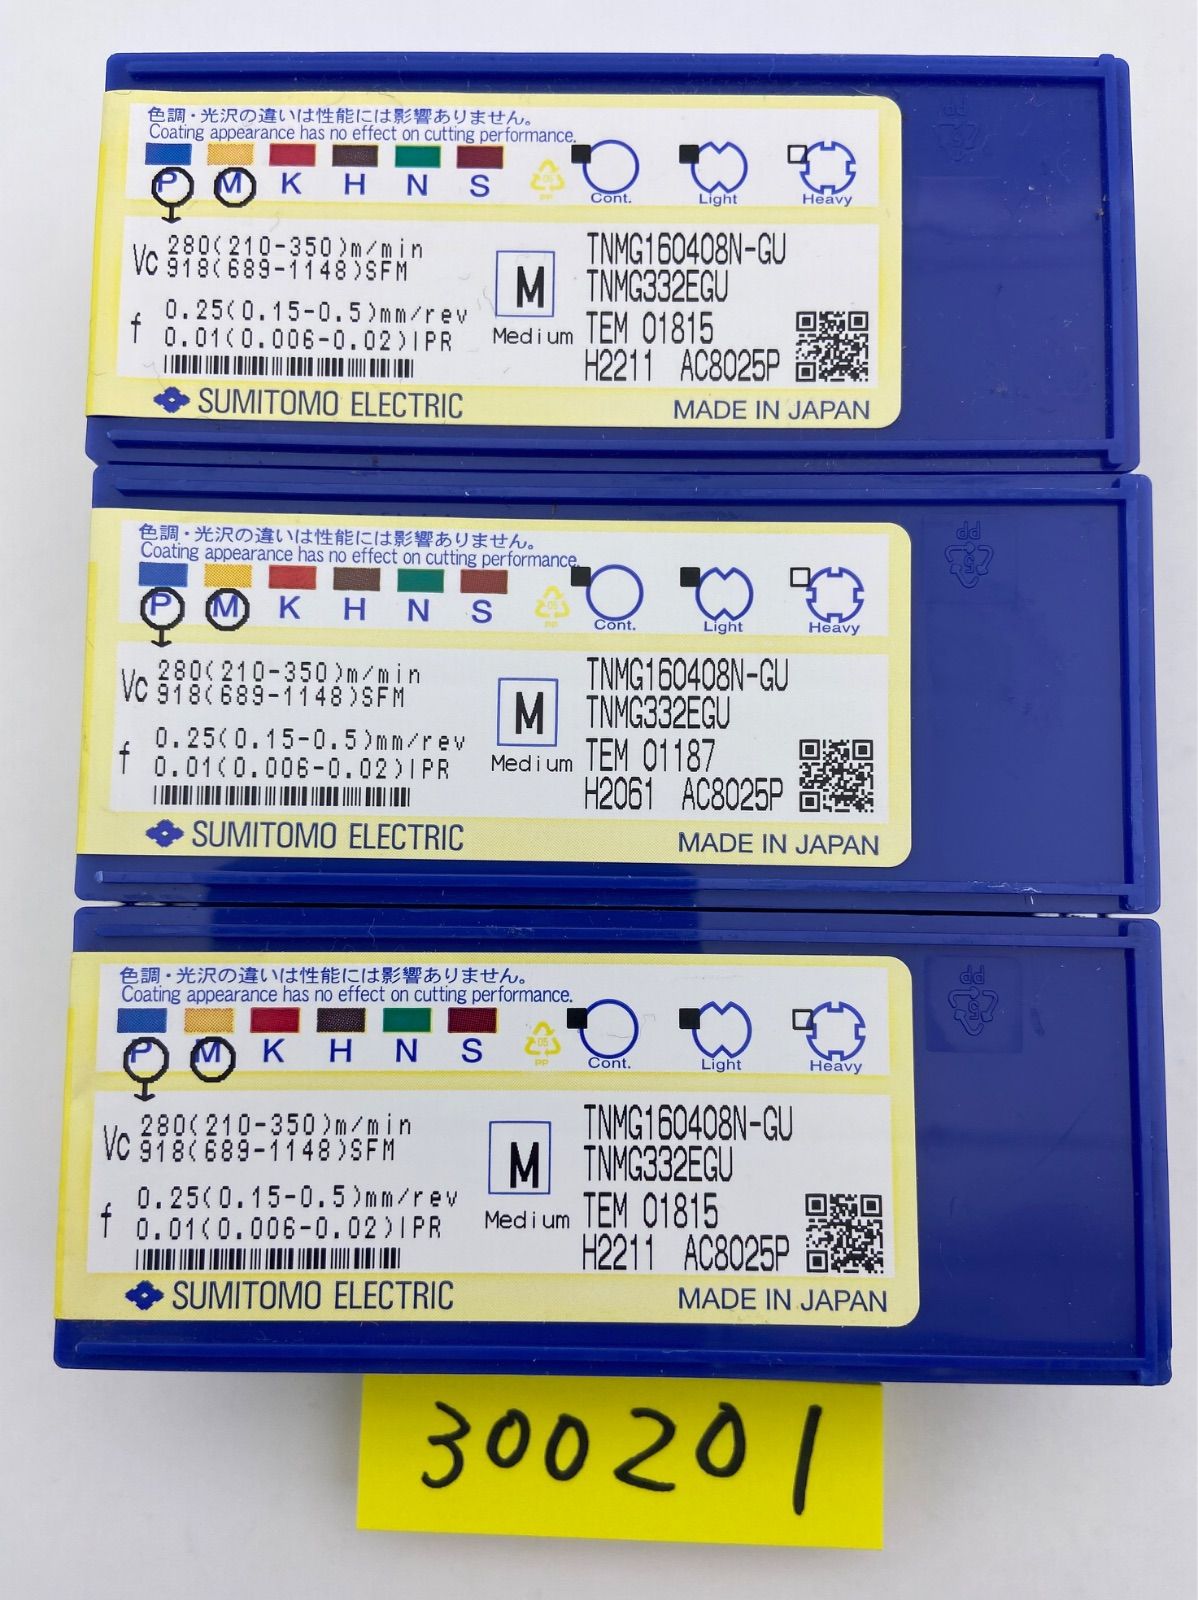 色調・光沢の違いは性能には影響ありません。
Coating appearance has no effect on cutting performance.
P M K H N S
05
PP
Cont. Light Heavy
Vc 280(210-350)m/min
918(689-1148)SFM
f 0.25(0.15-0.5)mm/rev
0.01(0.006-0.02)IPR
M
Medium
TNMG160408N-GU
TNMG332EGU
TEM 01815
H2211 AC8025P
SUMITOMO ELECTRIC
MADE IN JAPAN
PP
色調・光沢の違いは性能には影響ありません。
Coating appearance has no effect on cutting performance.
P M K H N S
05
PP
Cont. Light Heavy
Vc 280(210-350)m/min
918(689-1148)SFM
f 0.25(0.15-0.5)mm/rev
0.01(0.006-0.02)IPR
M
Medium
TNMG160408N-GU
TNMG332EGU
TEM 01187
H2061 AC8025P
SUMITOMO ELECTRIC
MADE IN JAPAN
PP
色調・光沢の違いは性能には影響ありません。
Coating appearance has no effect on cutting performance.
P M K H N S
05
PP
Cont. Light Heavy
Vc 280(210-350)m/min
918(689-1148)SFM
f 0.25(0.15-0.5)mm/rev
0.01(0.006-0.02)IPR
M
Medium
TNMG160408N-GU
TNMG332EGU
TEM 01815
H2211 AC8025P
SUMITOMO ELECTRIC
MADE IN JAPAN
PP
300201